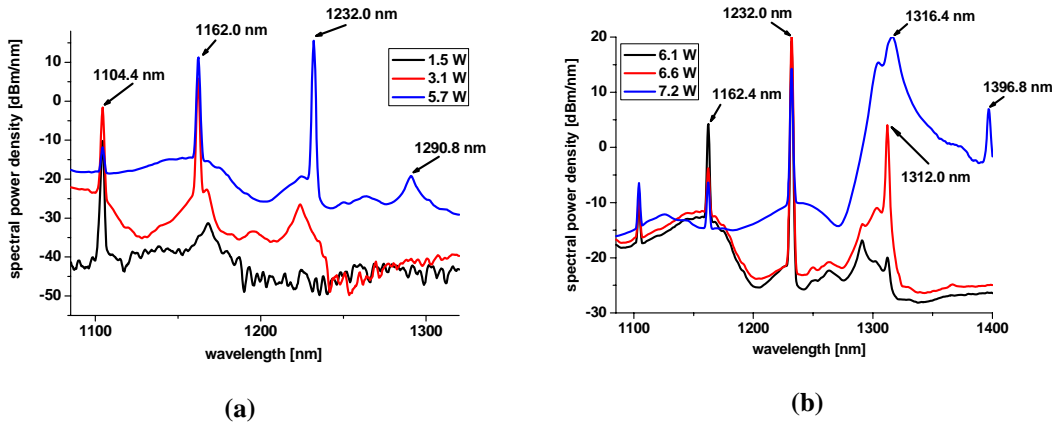 1232.0 nm
1162.0 nm
1104.4 nm
1290.8 nm
1.5 W
3.1 W
5.7 W
spectral power density [dBm/nm]
10
0
-10
-20
-30
-40
-50
1100
1200
1300
wavelength [nm]
(a)
1232.0 nm
1316.4 nm
1162.4 nm
1396.8 nm
1312.0 nm
6.1 W
6.6 W
7.2 W
spectral power density [dBm/nm]
20
10
0
-10
-20
-30
1100
1200
1300
1400
wavelength [nm]
(b)